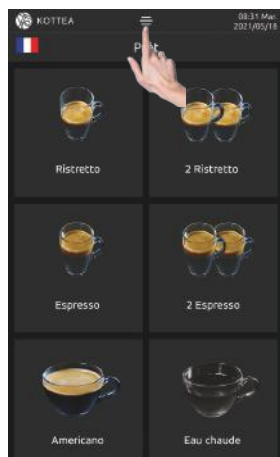 KOTTEA
08:31 Mar.
2021/05/18
Prêt
Ristretto
2 Ristretto
Espresso
2 Espresso
Americano
Eau chaude